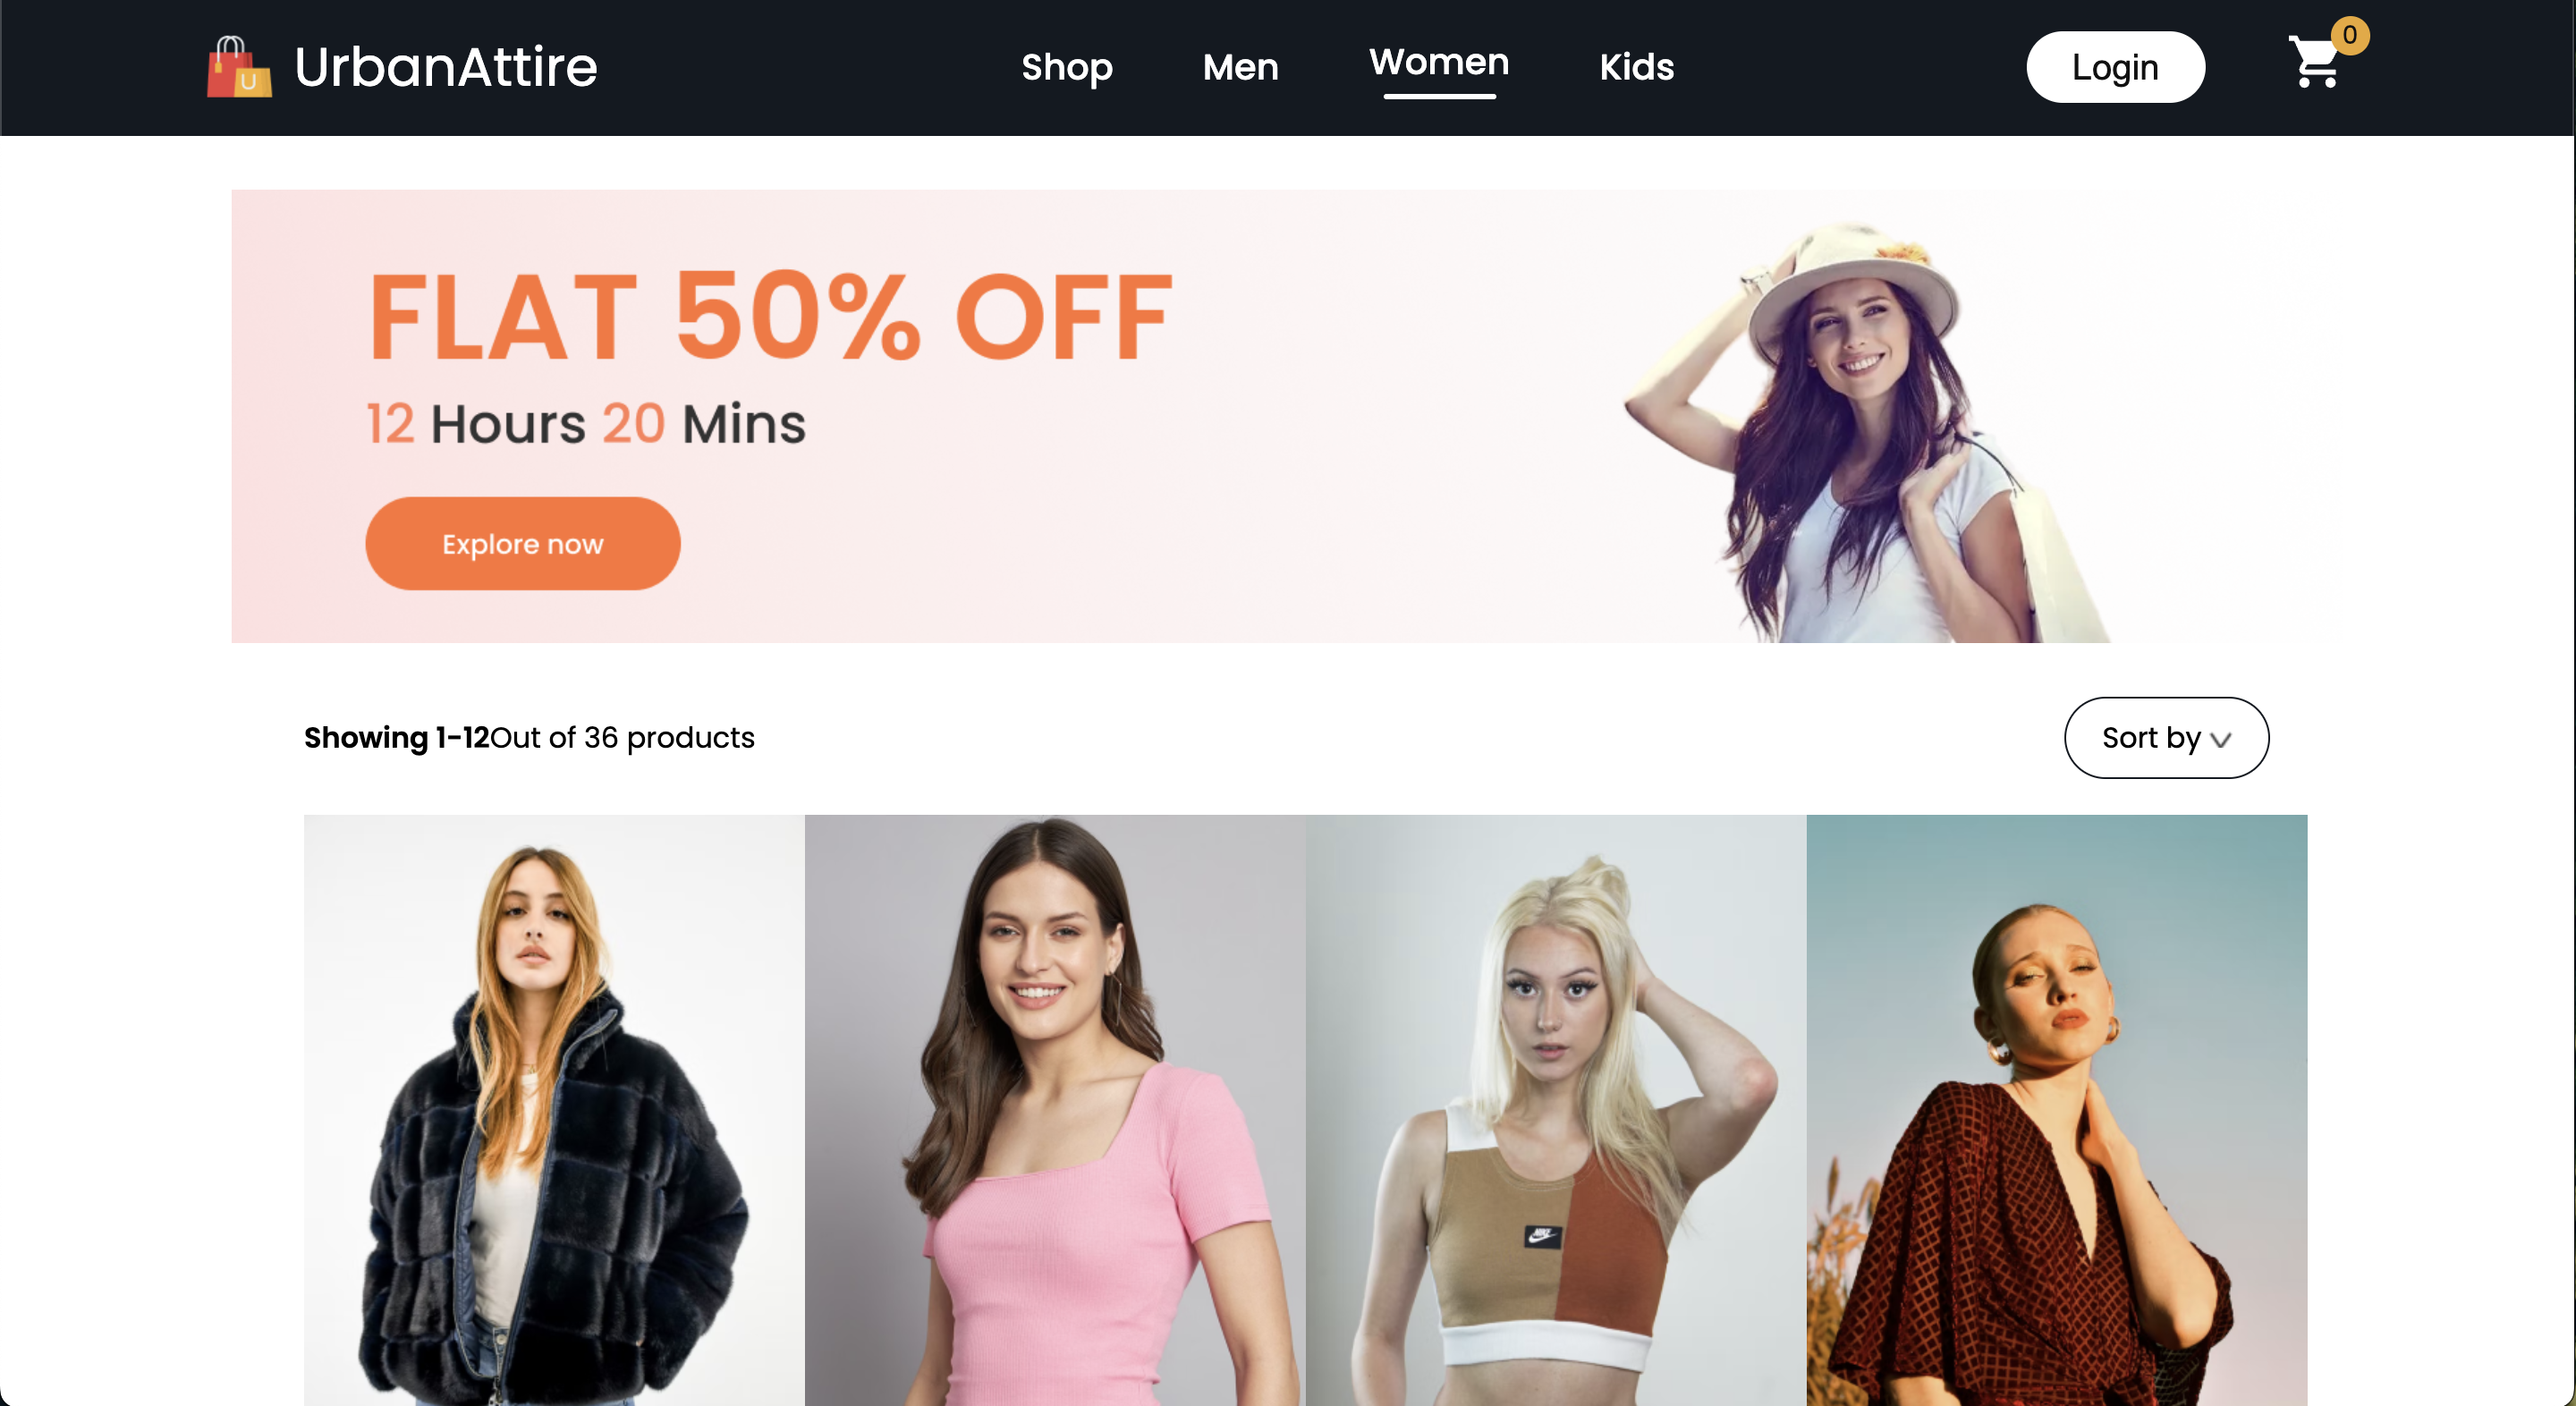 U UrbanAttire Shop Men Women Kids Login 0
FLAT 50% OFF
12 Hours 20 Mins
Explore now
Showing 1-12Out of 36 products Sort by
NIKE